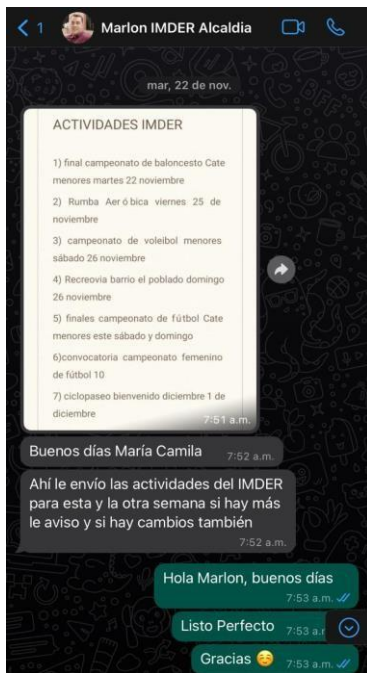 1
Marlon IMDER Alcaldia
mar, 22 de nov.
ACTIVIDADES IMDER
1) final campeonato de baloncesto Cate
menores martes 22 noviembre
2) Rumba Aer ó bica viernes 25 de
noviembre
3) campeonato de voleibol menores
sábado 26 noviembre
4) Recreovia barrio el poblado domingo
26 noviembre
5) finales campeonato de fútbol Cate
menores este sábado y domingo
6)convocatoria campeonato femenino
de fútbol 10
7) ciclopaseo bienvenido diciembre 1 de
diciembre
7:51 a.m.
Buenos días María Camila
7:52 a.m.
Ahí le envío las actividades del IMDER
para esta y la otra semana si hay más
le aviso y si hay cambios también
7:52 a.m.
Hola Marlon, buenos días
7:53 a.m.
Listo Perfecto
7:53 a.r
Gracias ☺️
7:53 a.m.